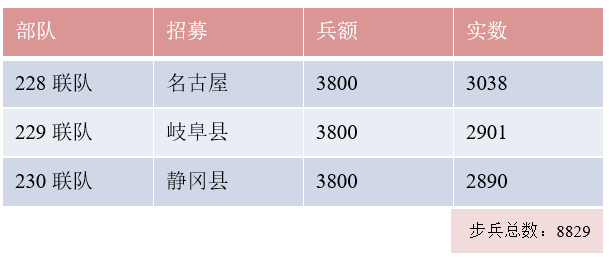 部队 招募 兵额 实数
228 联队 名古屋 3800 3038
229 联队 岐阜县 3800 2901
230 联队 静冈县 3800 2890
步兵总数：8829